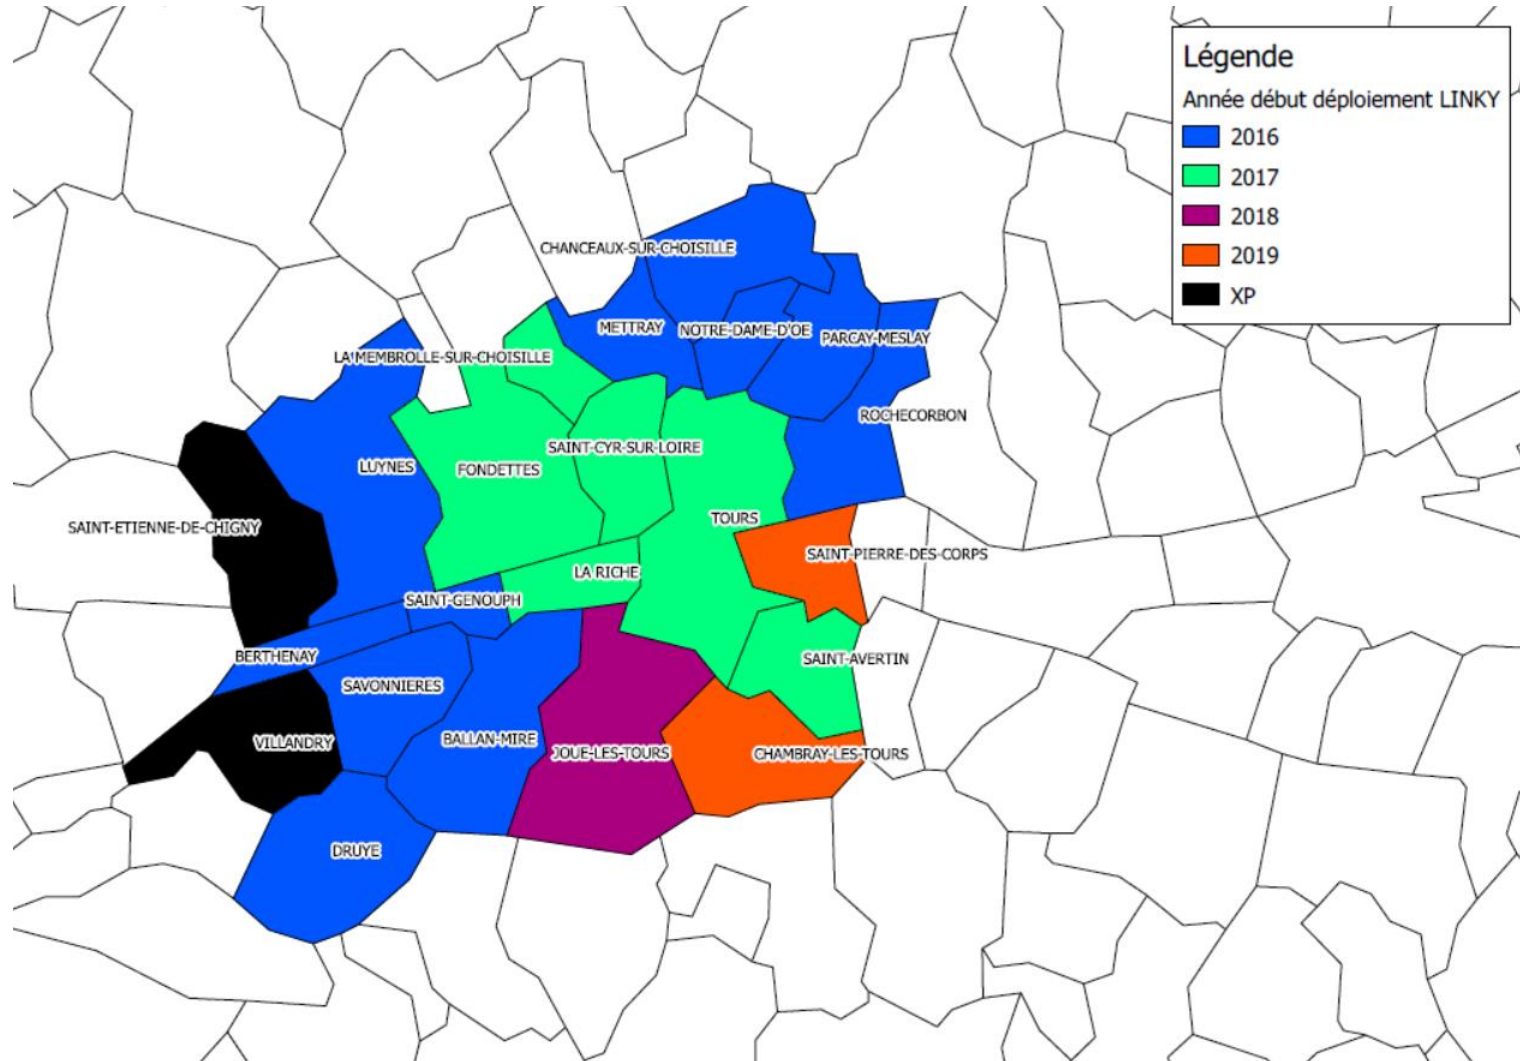 Légende
Année début déploiement LINKY
2016
2017
2018
2019
XP
CHANCEAUX-SUR-CHOISILLE
METTRAY
NOTRE-DAME-D'OE
PARCAY-MESLAY
LA MEMBROLLE-SUR-CHOISILLE
ROCHECORBON
SAINT-CYR-SUR-LOIRE
LUYNES
FONDETTES
TOURS
SAINT-ETIENNE-DE-CHIGNY
SAINT-PIERRE-DES-CORPS
LA RICHE
SAINT-GENOUPH
BERTHENAY
SAINT-AVERTIN
SAVONNIERES
VILLANDRY
BALLAN-MIRE
JOUE-LES-TOURS
CHAMBRAY-LES-TOURS
DRUYE